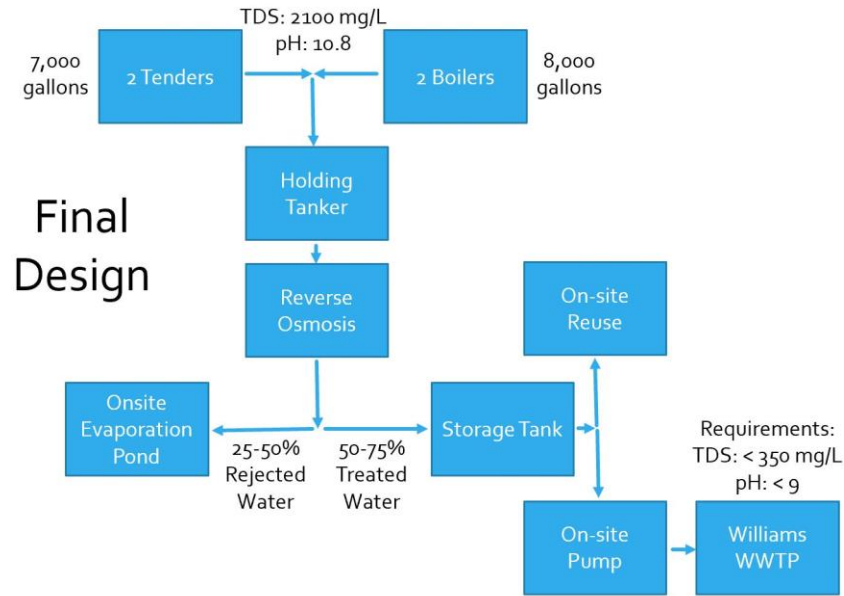 TDS: 2100 mg/L
pH: 10.8
7,000
gallons
2 Tenders
2 Boilers
8,000
gallons
Holding
Tanker
Final
Design
Reverse
Osmosis
On-site
Reuse
Onsite
Evaporation
Pond
25-50%
Rejected
Water
50-75%
Treated
Water
Storage Tank
Requirements:
TDS: < 350 mg/L
pH: < 9
On-site
Pump
Williams
WWTP